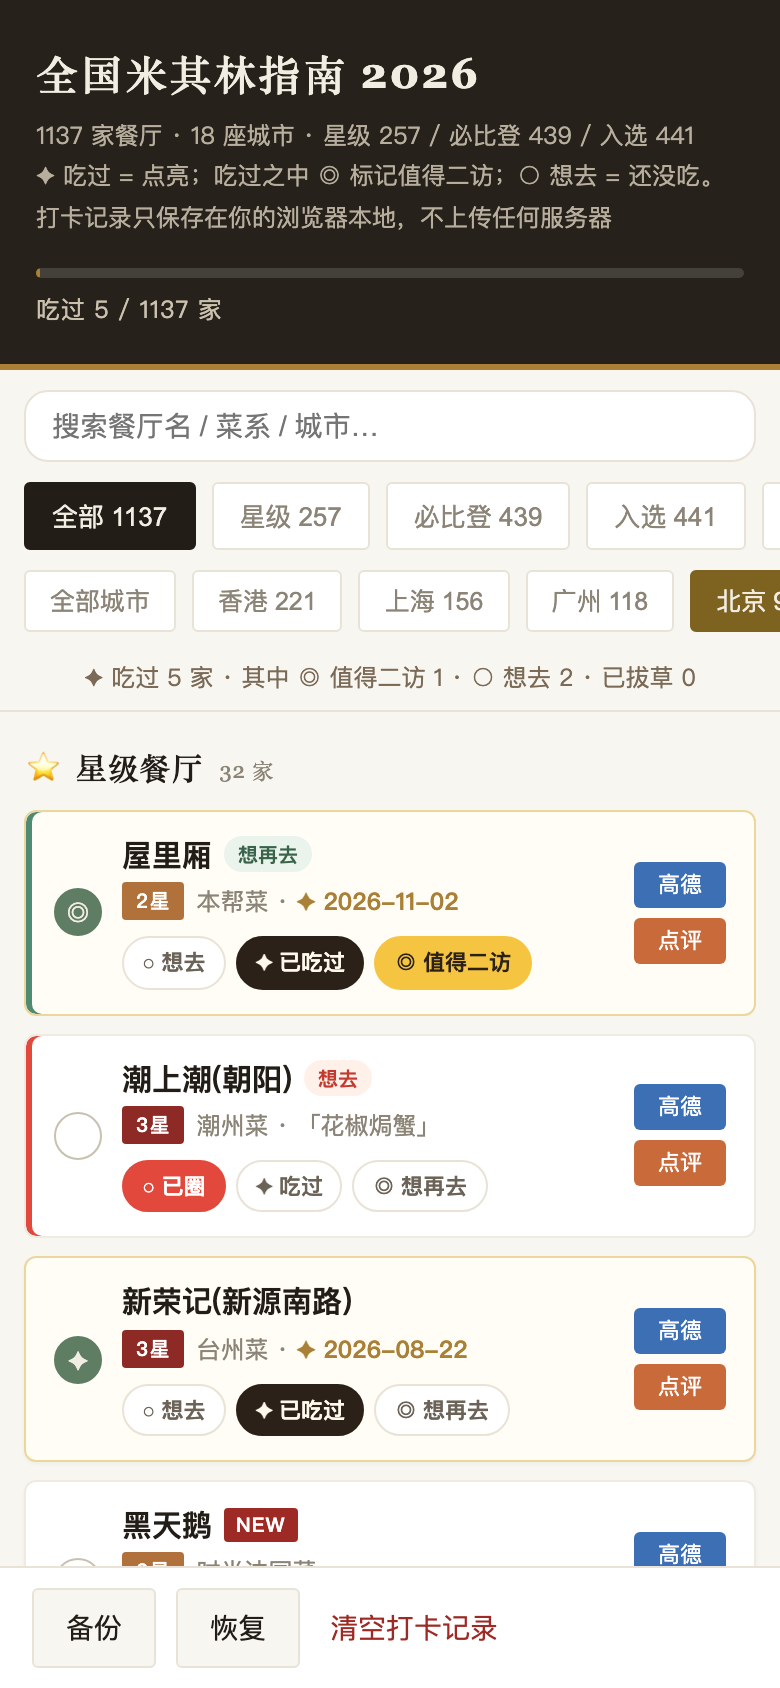 全国米其林指南 2026
1137 家餐厅 · 18 座城市 · 星级 257 / 必比登 439 / 入选 441
✦ 吃过 = 点亮；吃过之中 ◎ 标记值得二访；○ 想去 = 还没吃。
打卡记录只保存在你的浏览器本地，不上传任何服务器
吃过 5 / 1137 家
搜索餐厅名 / 菜系 / 城市…
全部 1137 星级 257 必比登 439 入选 441
全部城市 香港 221 上海 156 广州 118 北京
✦ 吃过 5 家 · 其中 ◎ 值得二访 1 · ○ 想去 2 · 已拔草 0
⭐ 星级餐厅 32 家
屋里厢 想再去
2星 本帮菜 · ✦ 2026-11-02
○ 想去 ✦ 已吃过 ◎ 值得二访
高德
点评
潮上潮(朝阳) 想去
3星 潮州菜 · 「花椒焗蟹」
○ 已圈 ✦ 吃过 ◎ 想再去
高德
点评
新荣记(新源南路)
3星 台州菜 · ✦ 2026-08-22
○ 想去 ✦ 已吃过 ◎ 想再去
高德
点评
黑天鹅 NEW
高德
备份 恢复 清空打卡记录